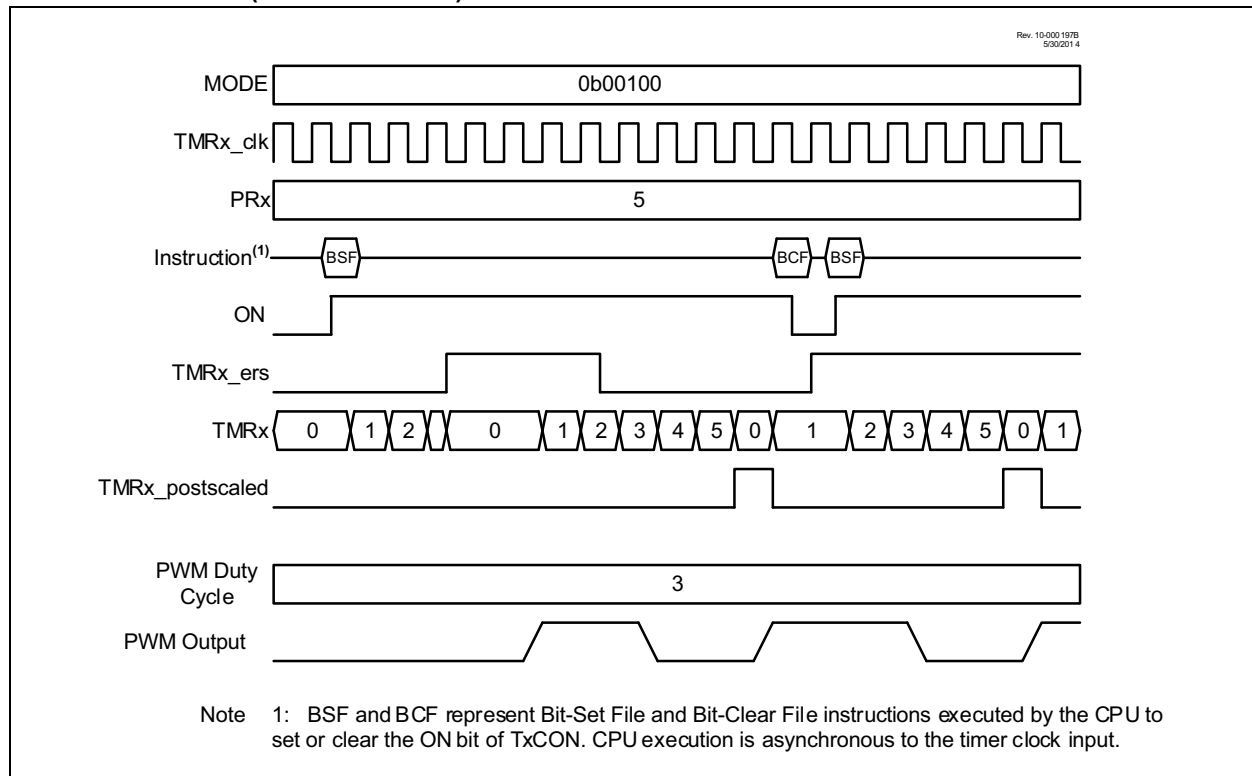 Rev. 10-000197B
5/30/2014
MODE 0b00100
TMRx_clk
PRx 5
Instruction(1) BSF BCF BSF
ON
TMRx_ers
TMRx 0 1 2 0 1 2 3 4 5 0 1 2 3 4 5 0 1
TMRx_postscaled
PWM Duty
Cycle
3
PWM Output
Note 1: BSF and BCF represent Bit-Set File and Bit-Clear File instructions executed by the CPU to
set or clear the ON bit of TxCON. CPU execution is asynchronous to the timer clock input.